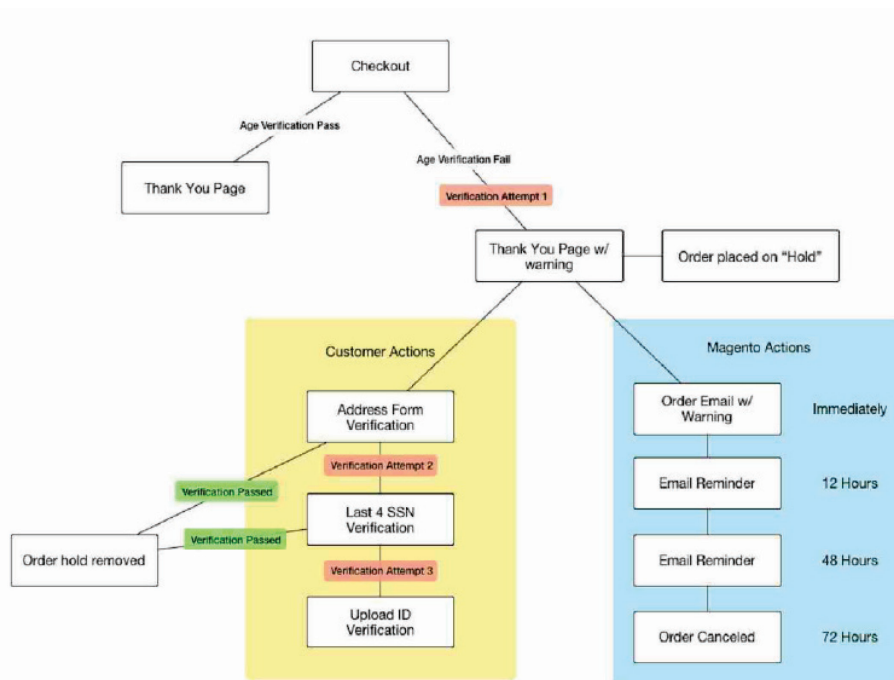 Checkout
Age Verification Pass
Age Verification Fail
Thank You Page
Verification Attempt 1
Thank You Page w/
warning
Order placed on “Hold”
Customer Actions
Address Form
Verification
Verification Attempt 2
Verification Passed
Last 4 SSN
Verification
Verification Passed
Order hold removed
Verification Attempt 3
Upload ID
Verification
Magento Actions
Order Email w/
Warning
Immediately
Email Reminder
12 Hours
Email Reminder
48 Hours
Order Canceled
72 Hours